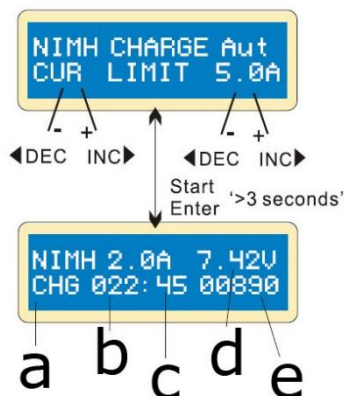 NIMH CHARGE Aut
CUR LIMIT 5.0A
- + - +
◀DEC INC▶ ◀DEC INC▶
Start
Enter '>3 seconds'
NIMH 2.0A 7.42V
CHG 022:45 00890
a b c d e